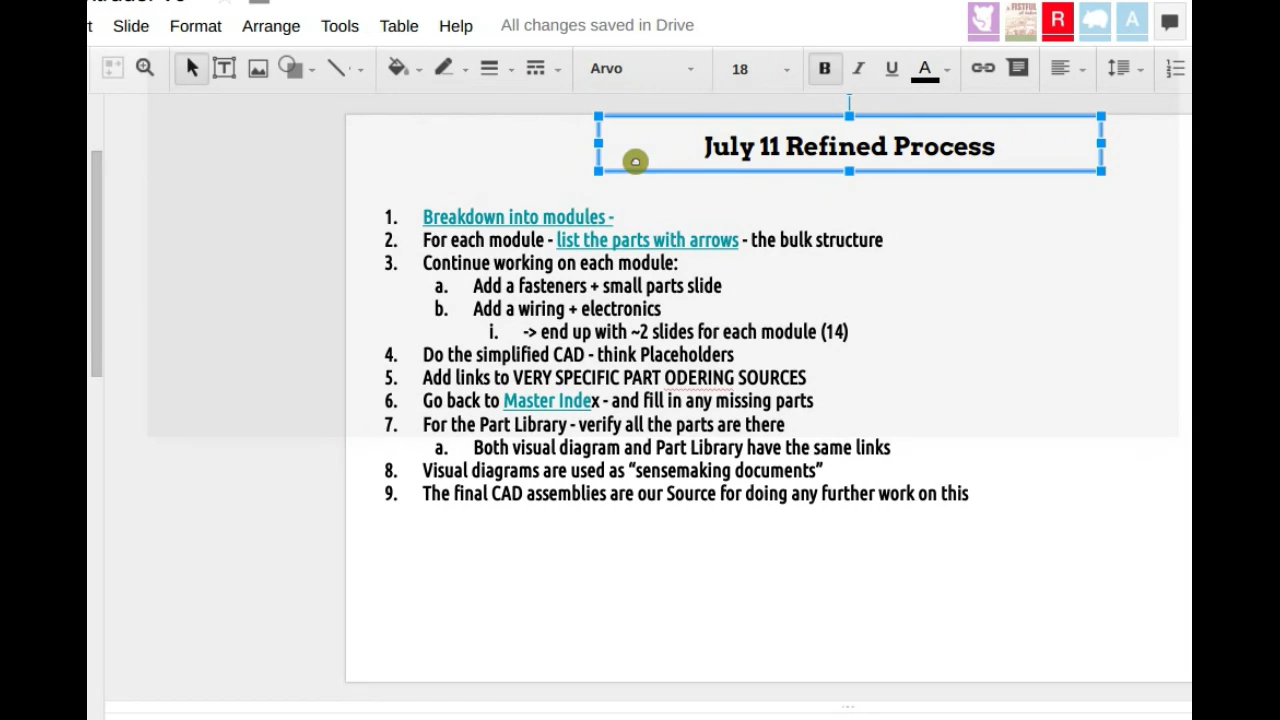 Slide Format Arrange Tools Table Help All changes saved in Drive
FISTFUL
R A
Arvo 18 B I U A
July 11 Refined Process
1. Breakdown into modules -
2. For each module - list the parts with arrows - the bulk structure
3. Continue working on each module:
a. Add a fasteners + small parts slide
b. Add a wiring + electronics
i. -> end up with ~2 slides for each module (14)
4. Do the simplified CAD - think Placeholders
5. Add links to VERY SPECIFIC PART ODERING SOURCES
6. Go back to Master Index - and fill in any missing parts
7. For the Part Library - verify all the parts are there
a. Both visual diagram and Part Library have the same links
8. Visual diagrams are used as “sensemaking documents”
9. The final CAD assemblies are our Source for doing any further work on this